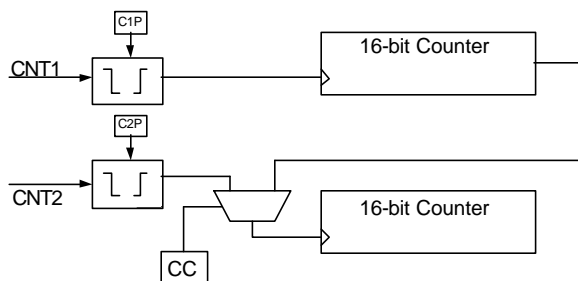 C1P
16-bit Counter
CNT1
C2P
CNT2
16-bit Counter
CC